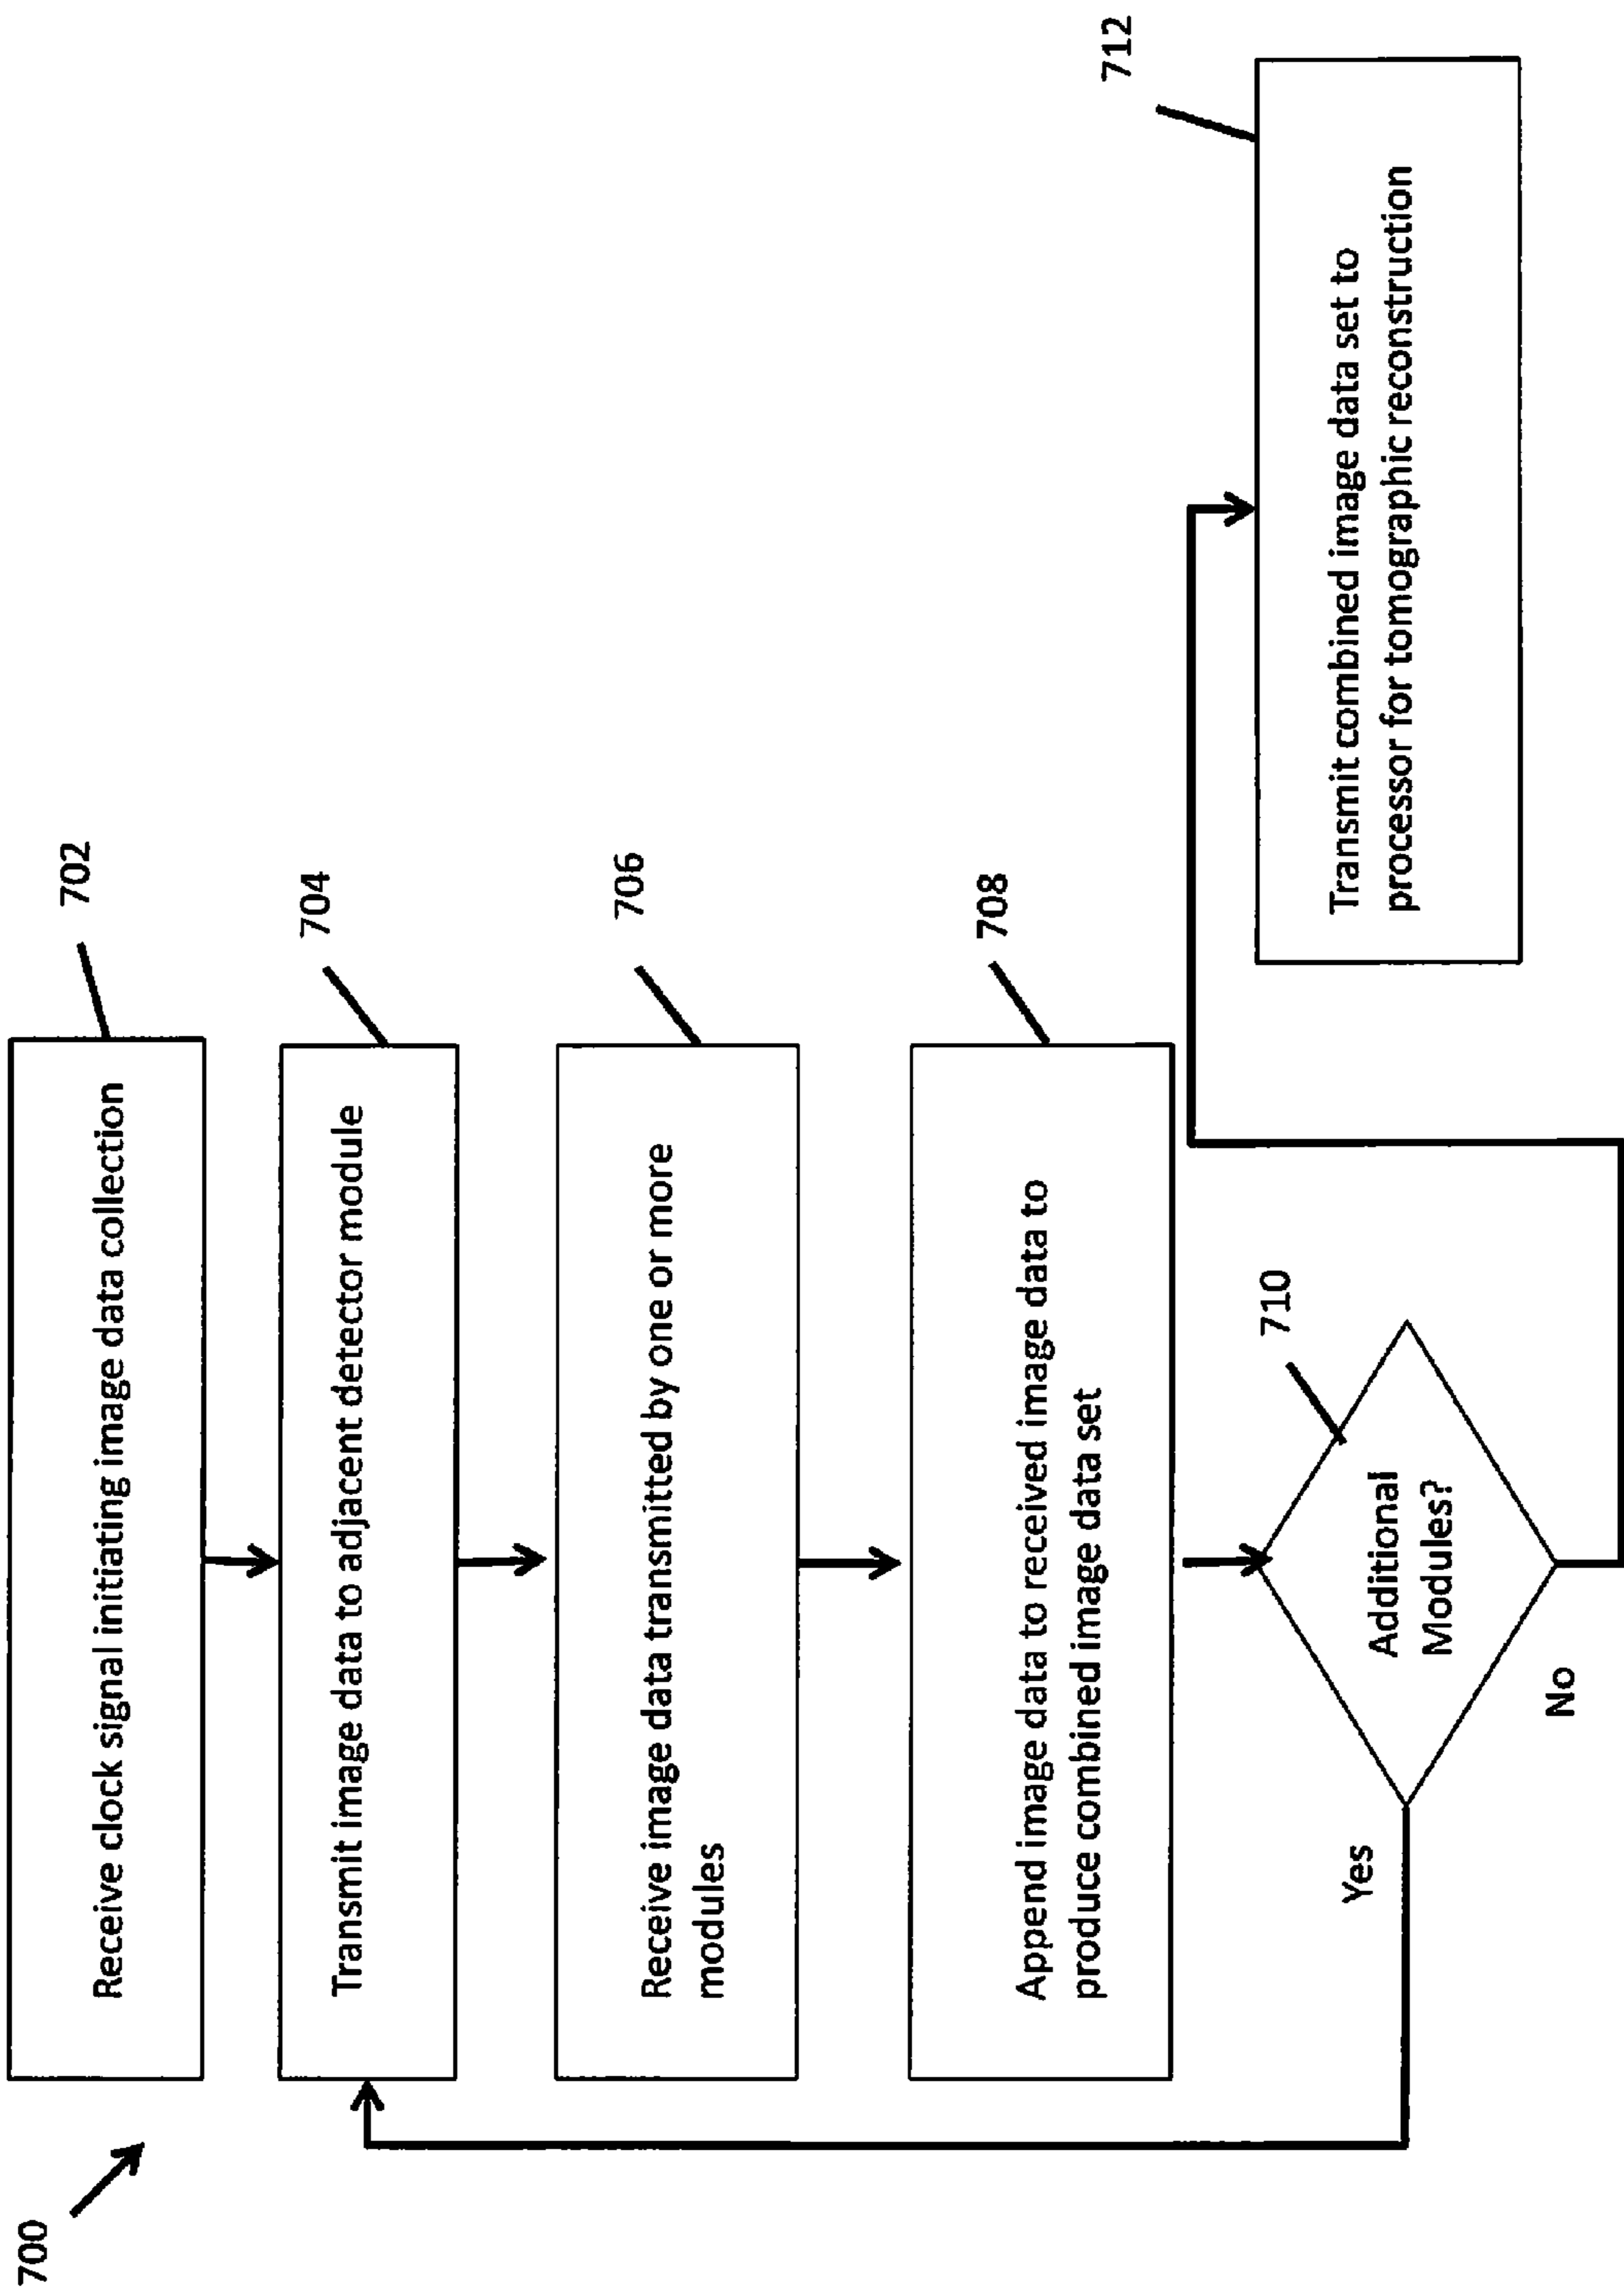 700
702
Receive clock signal initiating image data collection
704
Transmit image data to adjacent detector module
706
Receive image data transmitted by one or more
modules
708
Append image data to received image data to
produce combined image data set
710
Additional
Modules?
Yes
No
712
Transmit combined image data set to
processor for tomographic reconstruction